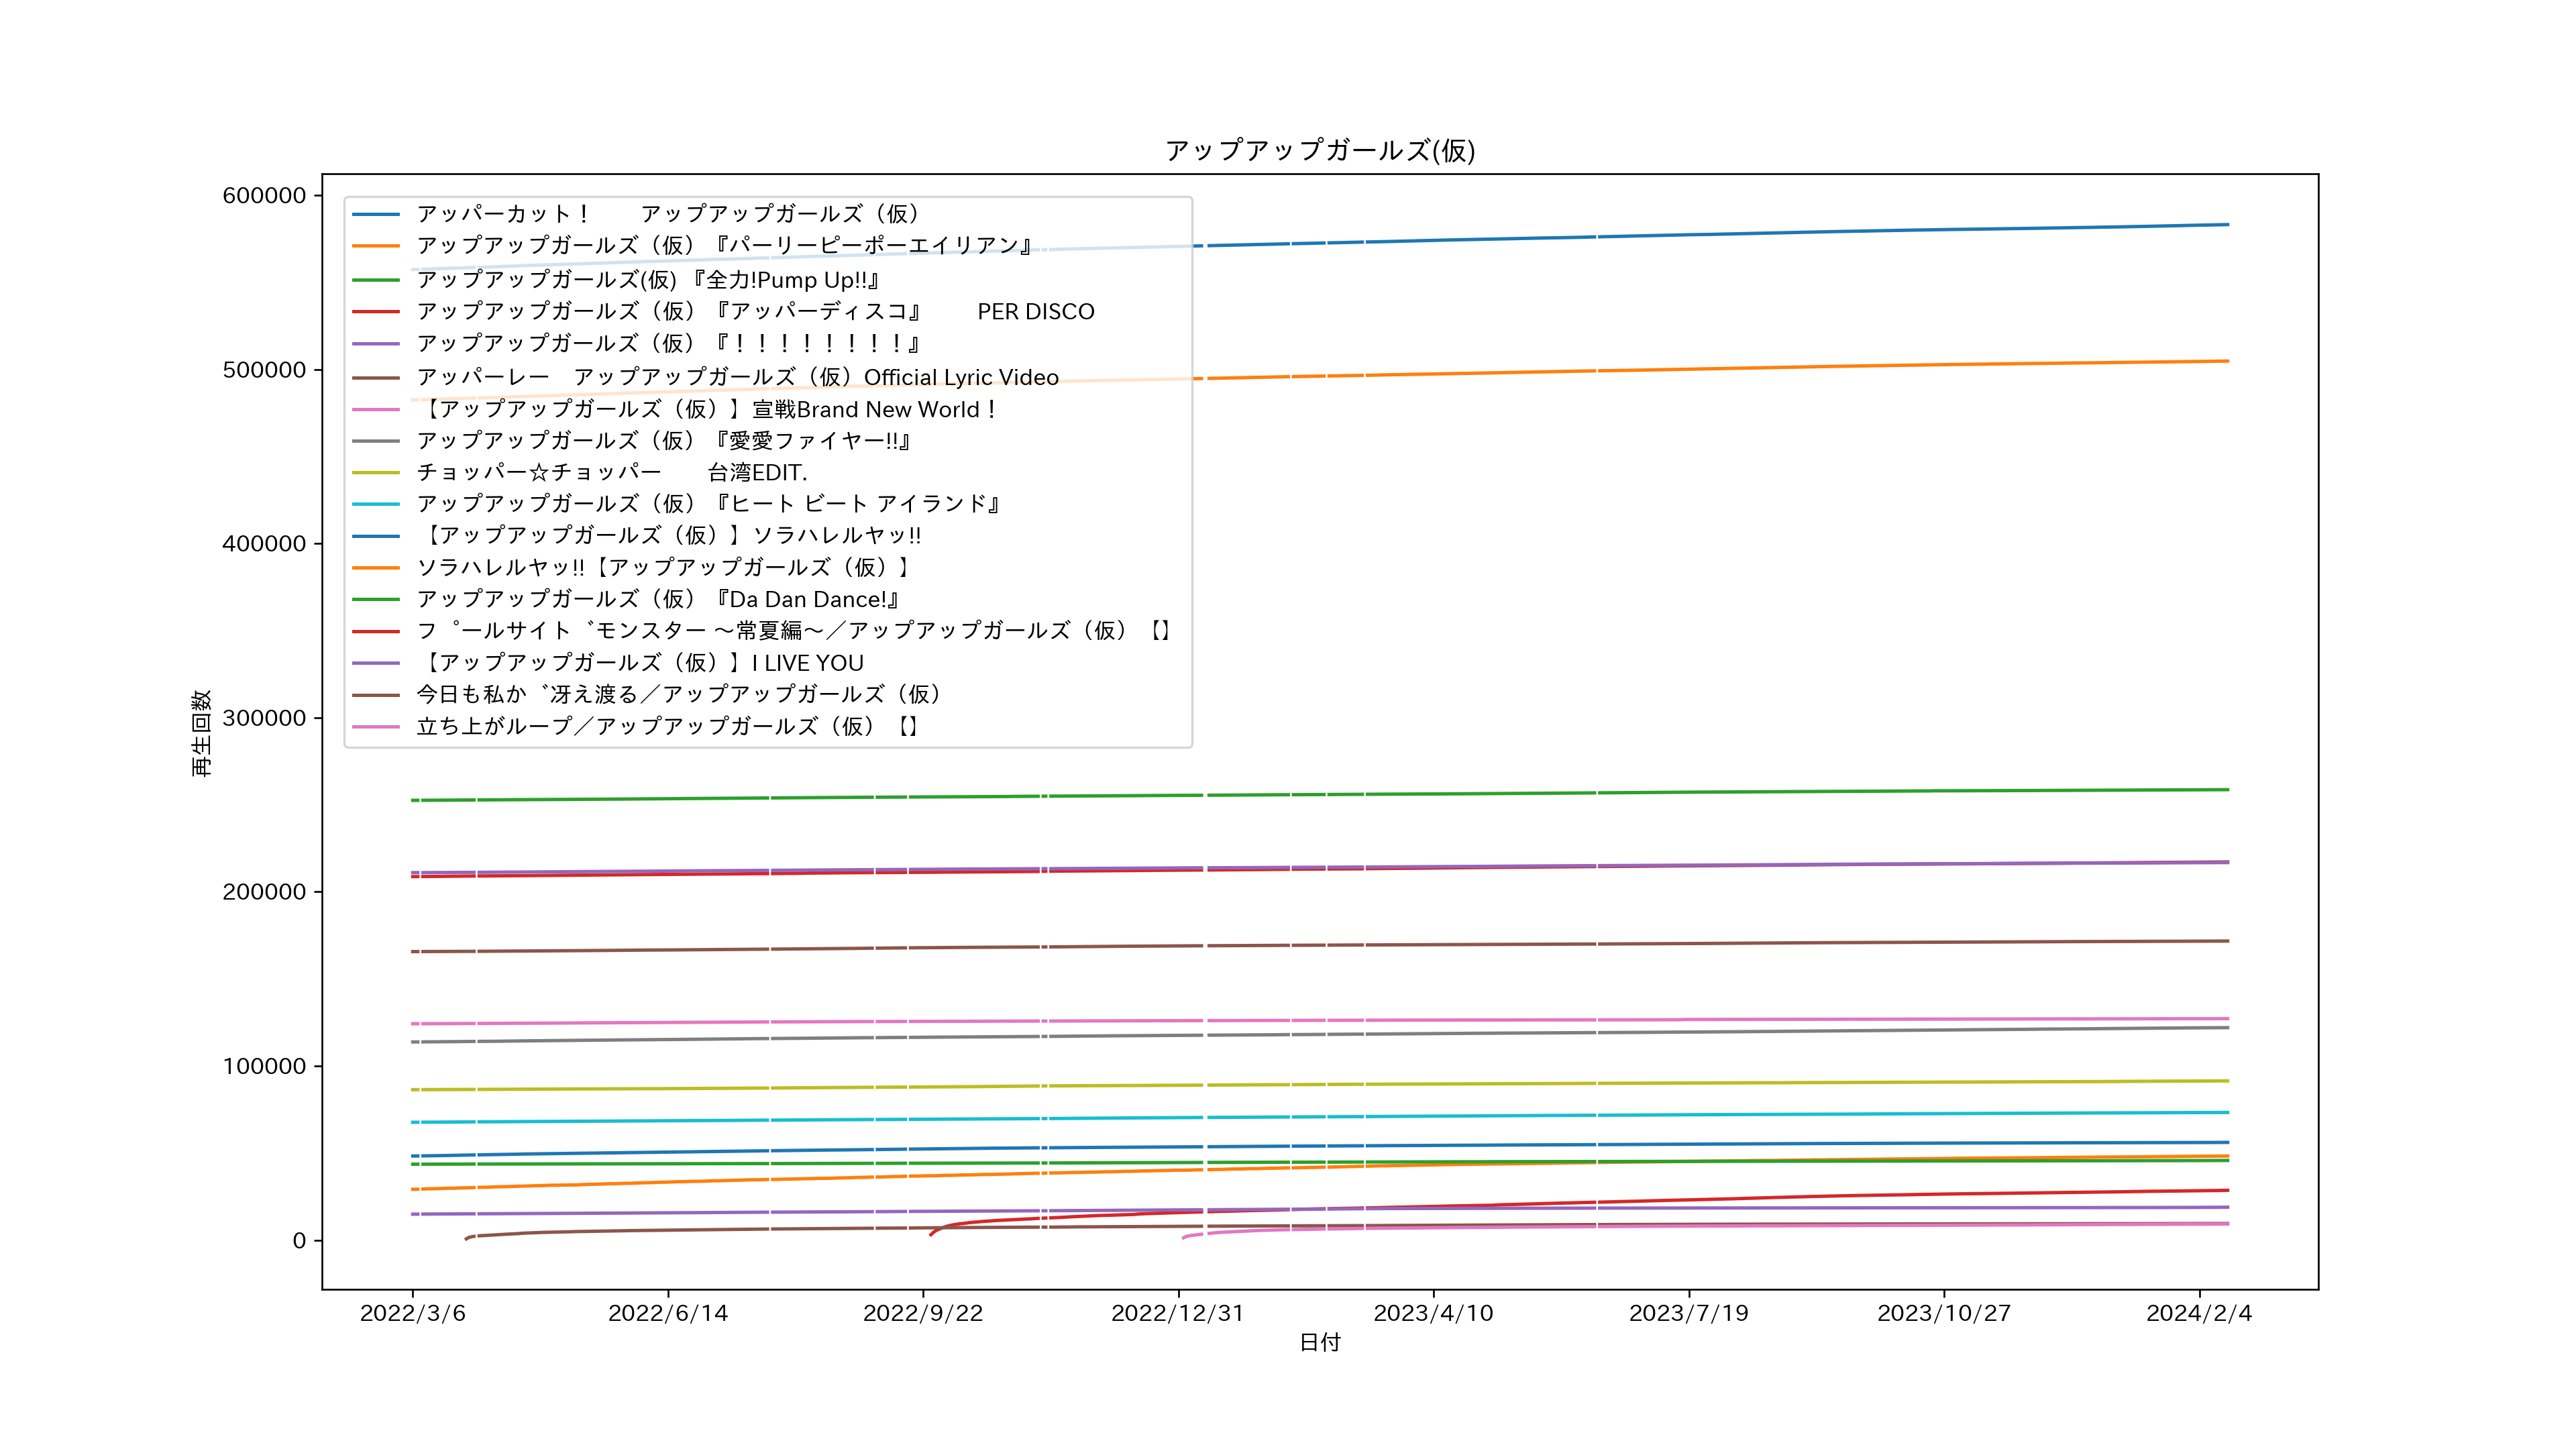 アップアップガールズ(仮)
600000
500000
400000
300000
200000
100000
0
再生回数
アッパーカット！　　アップアップガールズ（仮）
アップアップガールズ（仮）『パーリーピーポーエイリアン』
アップアップガールズ(仮) 『全力!Pump Up!!』
アップアップガールズ（仮）『アッパーディスコ』　　PER DISCO
アップアップガールズ（仮）『！！！！！！！！』
アッパーレー　アップアップガールズ（仮）Official Lyric Video
【アップアップガールズ（仮）】宣戦Brand New World！
アップアップガールズ（仮）『愛愛ファイヤー!!』
チョッパー☆チョッパー　　台湾EDIT.
アップアップガールズ（仮）『ヒート ビート アイランド』
【アップアップガールズ（仮）】ソラハレルヤッ!!
ソラハレルヤッ!!【アップアップガールズ（仮）】
アップアップガールズ（仮）『Da Dan Dance!』
フ゜ールサイト゛モンスター 〜常夏編〜／アップアップガールズ（仮）【】
【アップアップガールズ（仮）】I LIVE YOU
今日も私か゛冴え渡る／アップアップガールズ（仮）
立ち上がループ／アップアップガールズ（仮）【】
2022/3/6 2022/6/14 2022/9/22 2022/12/31 2023/4/10 2023/7/19 2023/10/27 2024/2/4
日付